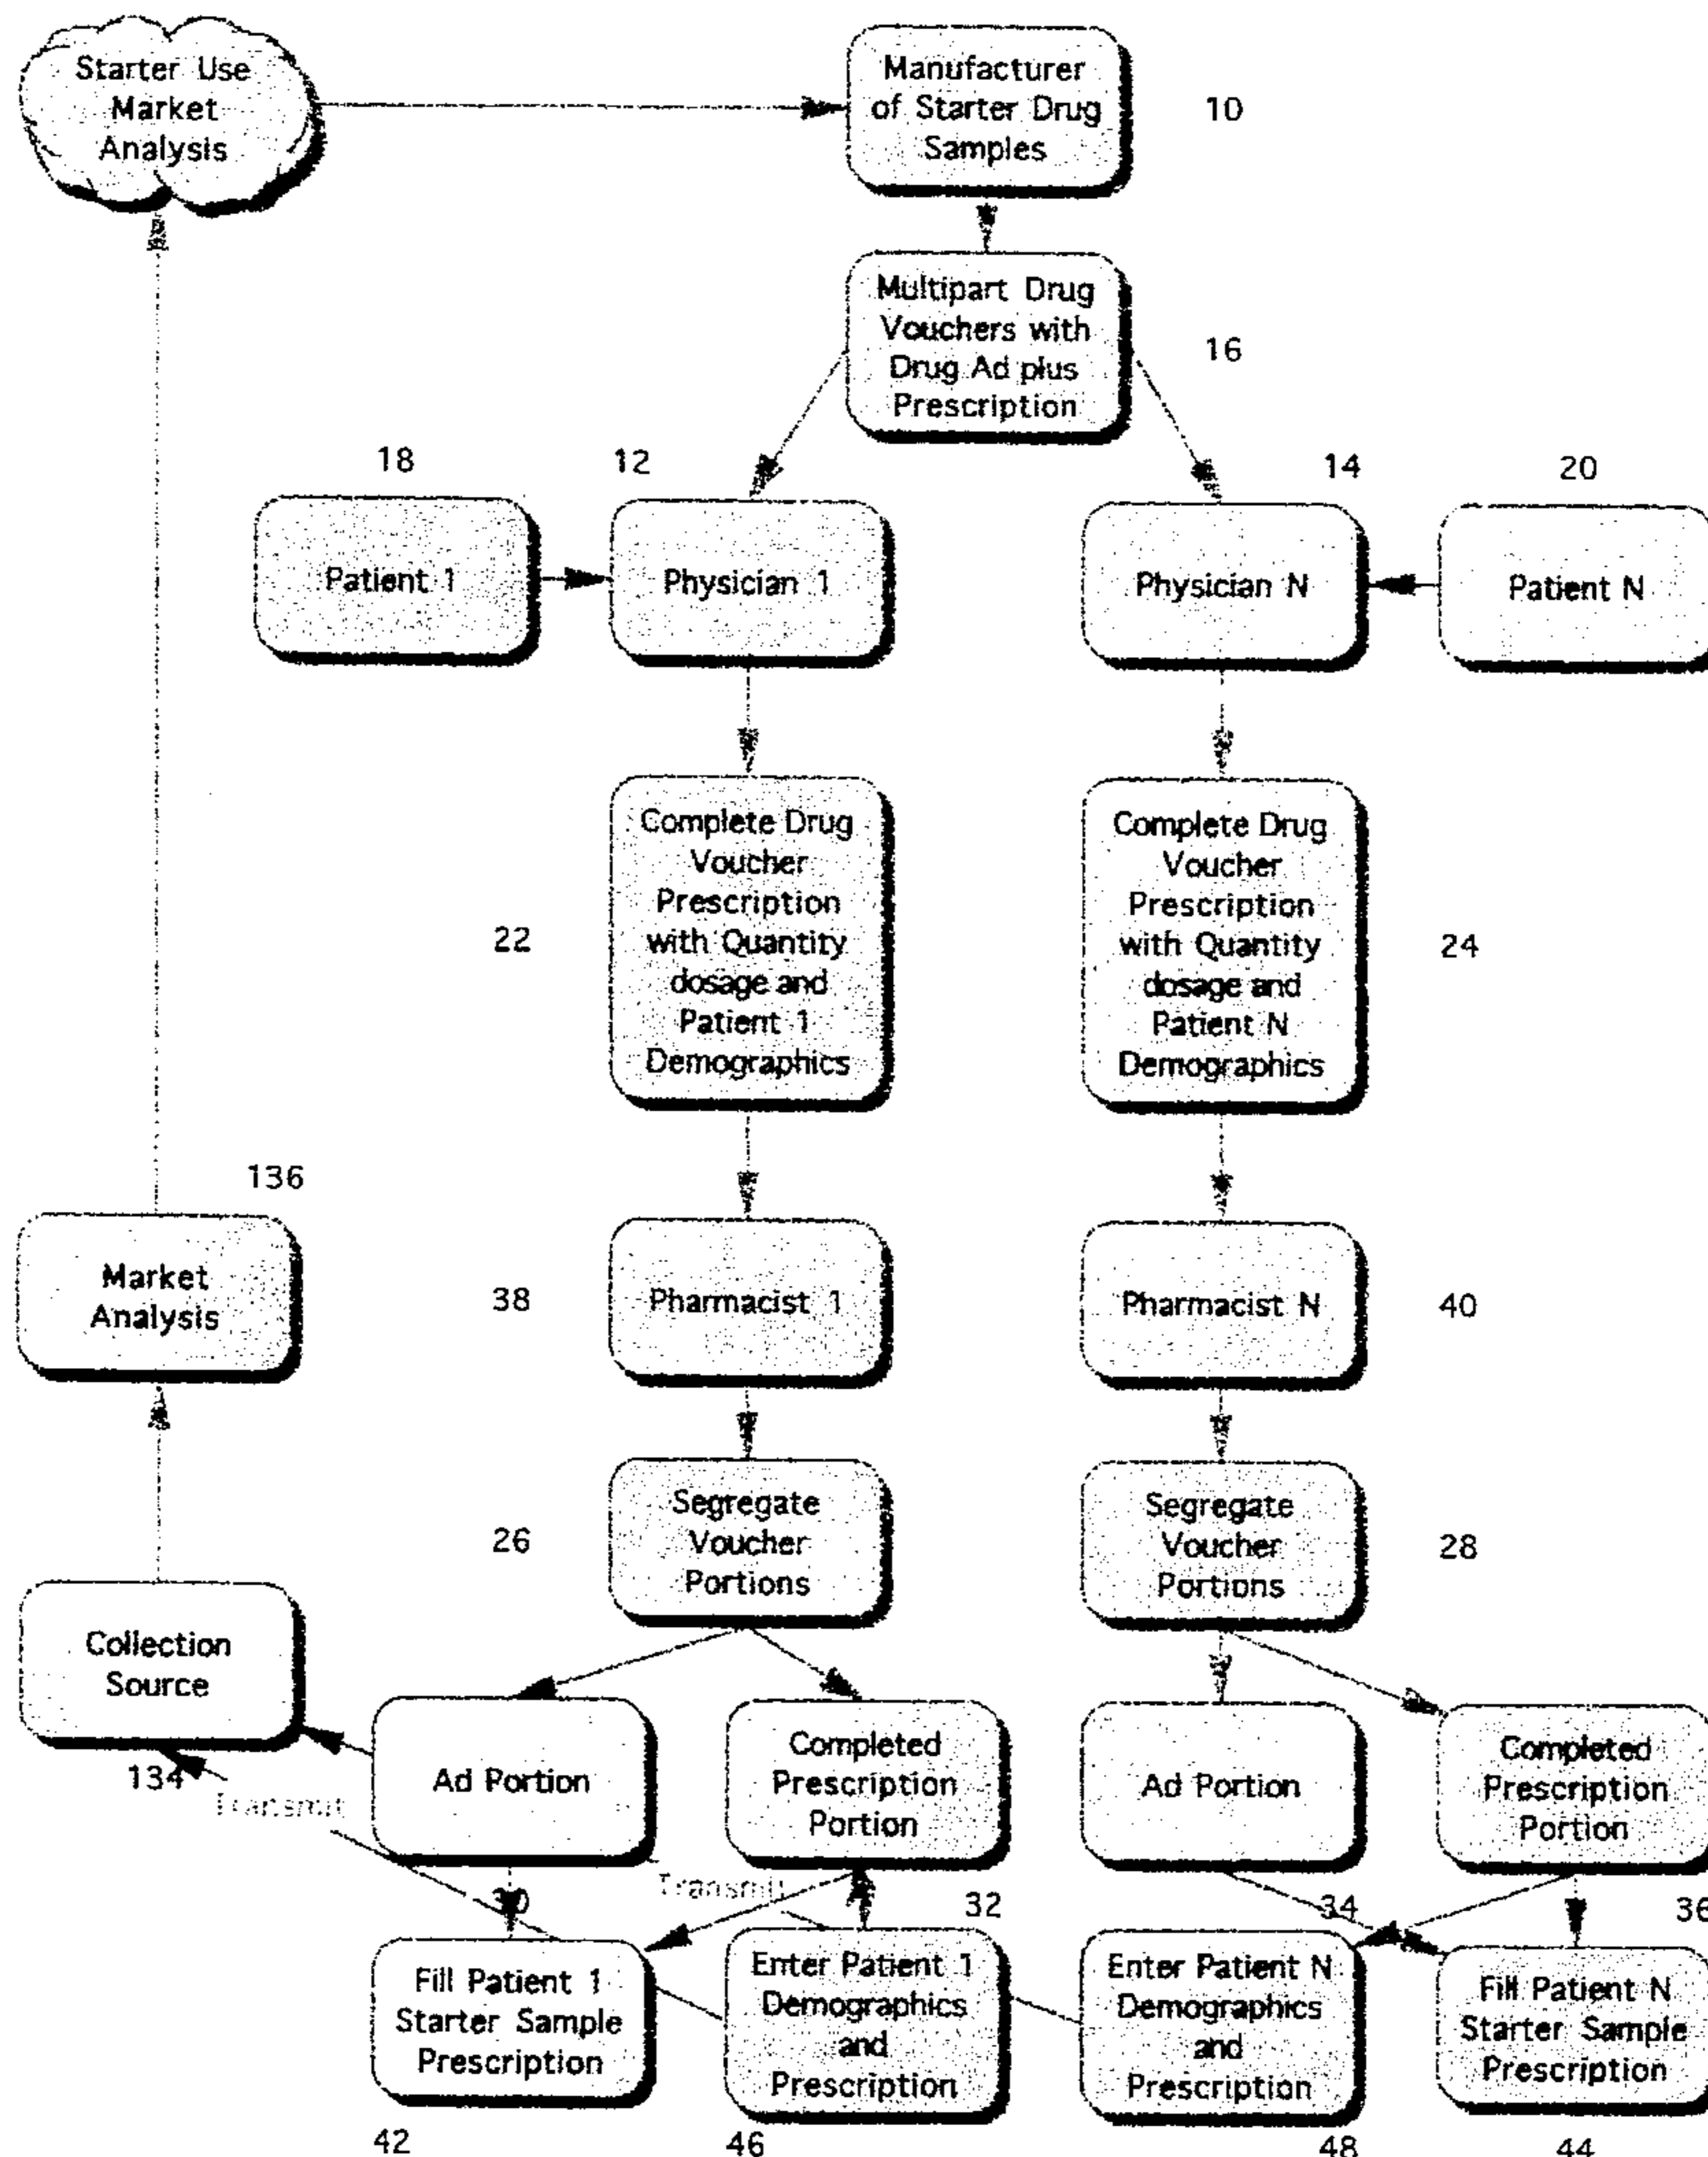 Starter Use
Market
Analysis
Manufacturer
of Starter Drug
Samples
10
Multipart Drug
Vouchers with
Drug Ad plus
Prescription
16
18
12
14
20
Patient 1
Physician 1
Physician N
Patient N
Complete Drug
Voucher
Prescription
with Quantity
dosage and
Patient 1
Demographics
22
Complete Drug
Voucher
Prescription
with Quantity
dosage and
Patient N
Demographics
24
136
Market
Analysis
38
Pharmacist 1
Pharmacist N
40
26
Segregate
Voucher
Portions
Segregate
Voucher
Portions
28
Collection
Source
134
Transmit
Ad Portion
Completed
Prescription
Portion
Ad Portion
Completed
Prescription
Portion
30
Transmit
32
34
36
Fill Patient 1
Starter Sample
Prescription
Enter Patient 1
Demographics
and
Prescription
Enter Patient N
Demographics
and
Prescription
Fill Patient N
Starter Sample
Prescription
42
46
48
44